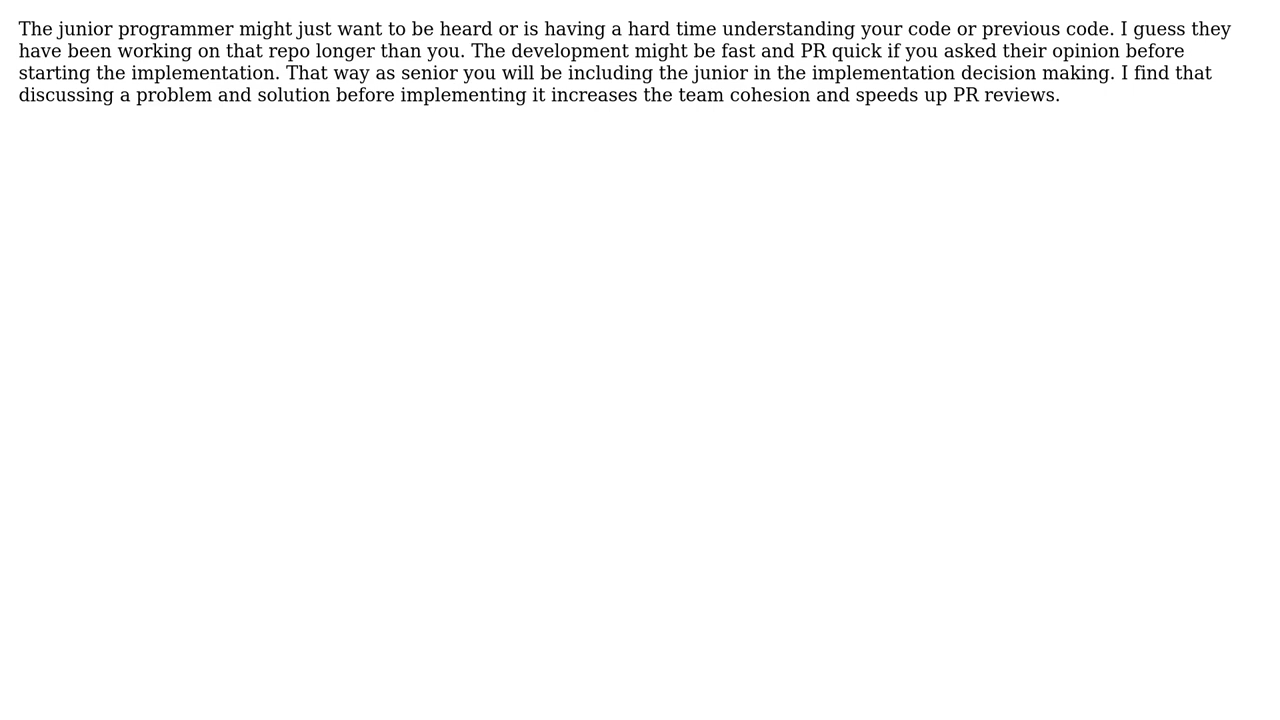 The junior programmer might just want to be heard or is having a hard time understanding your code or previous code. I guess they
have been working on that repo longer than you. The development might be fast and PR quick if you asked their opinion before
starting the implementation. That way as senior you will be including the junior in the implementation decision making. I find that
discussing a problem and solution before implementing it increases the team cohesion and speeds up PR reviews.